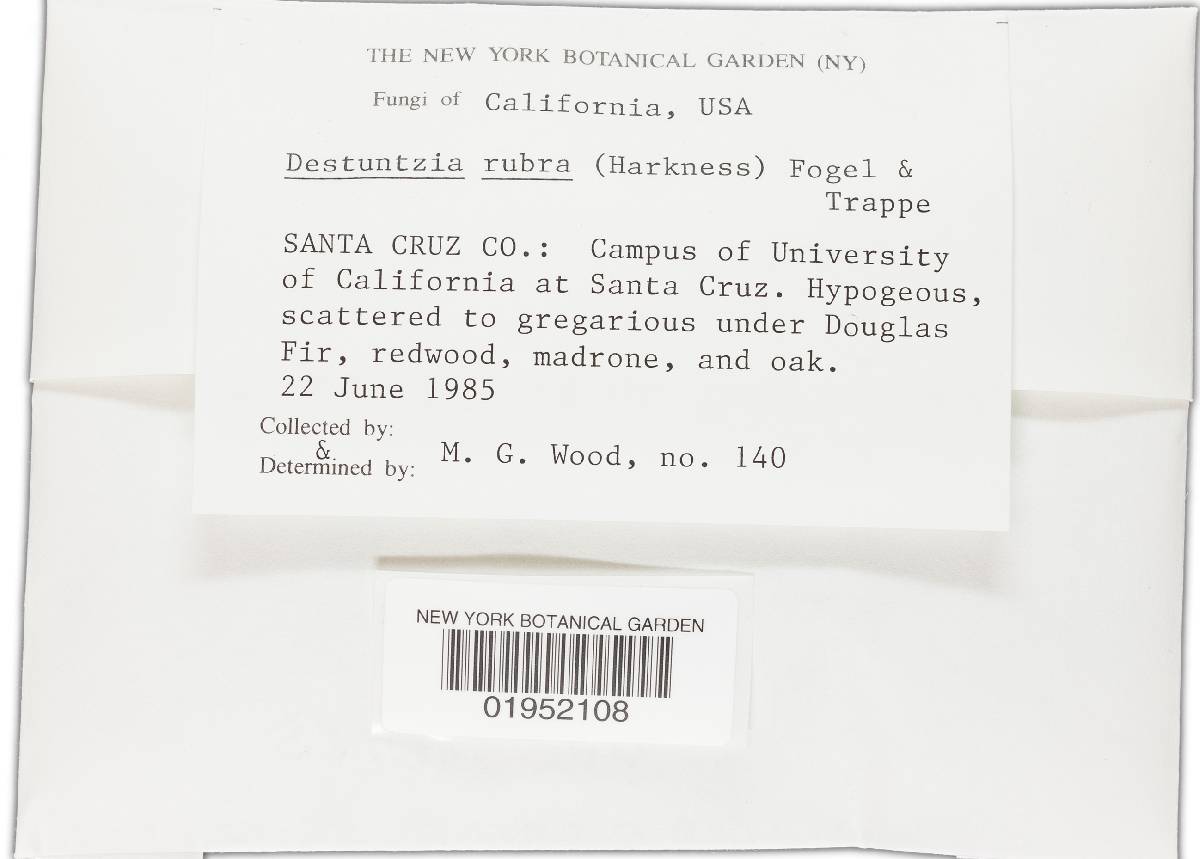 THE NEW YORK BOTANICAL GARDEN (NY)
Fungi of California, USA
Destuntzia rubra (Harkness) Fogel &
Trappe
SANTA CRUZ CO.: Campus of University
of California at Santa Cruz. Hypogeous,
scattered to gregarious under Douglas
Fir, redwood, madrone, and oak.
22 June 1985
Collected by:
&
Determined by: M. G. Wood, no. 140
NEW YORK BOTANICAL GARDEN
01952108